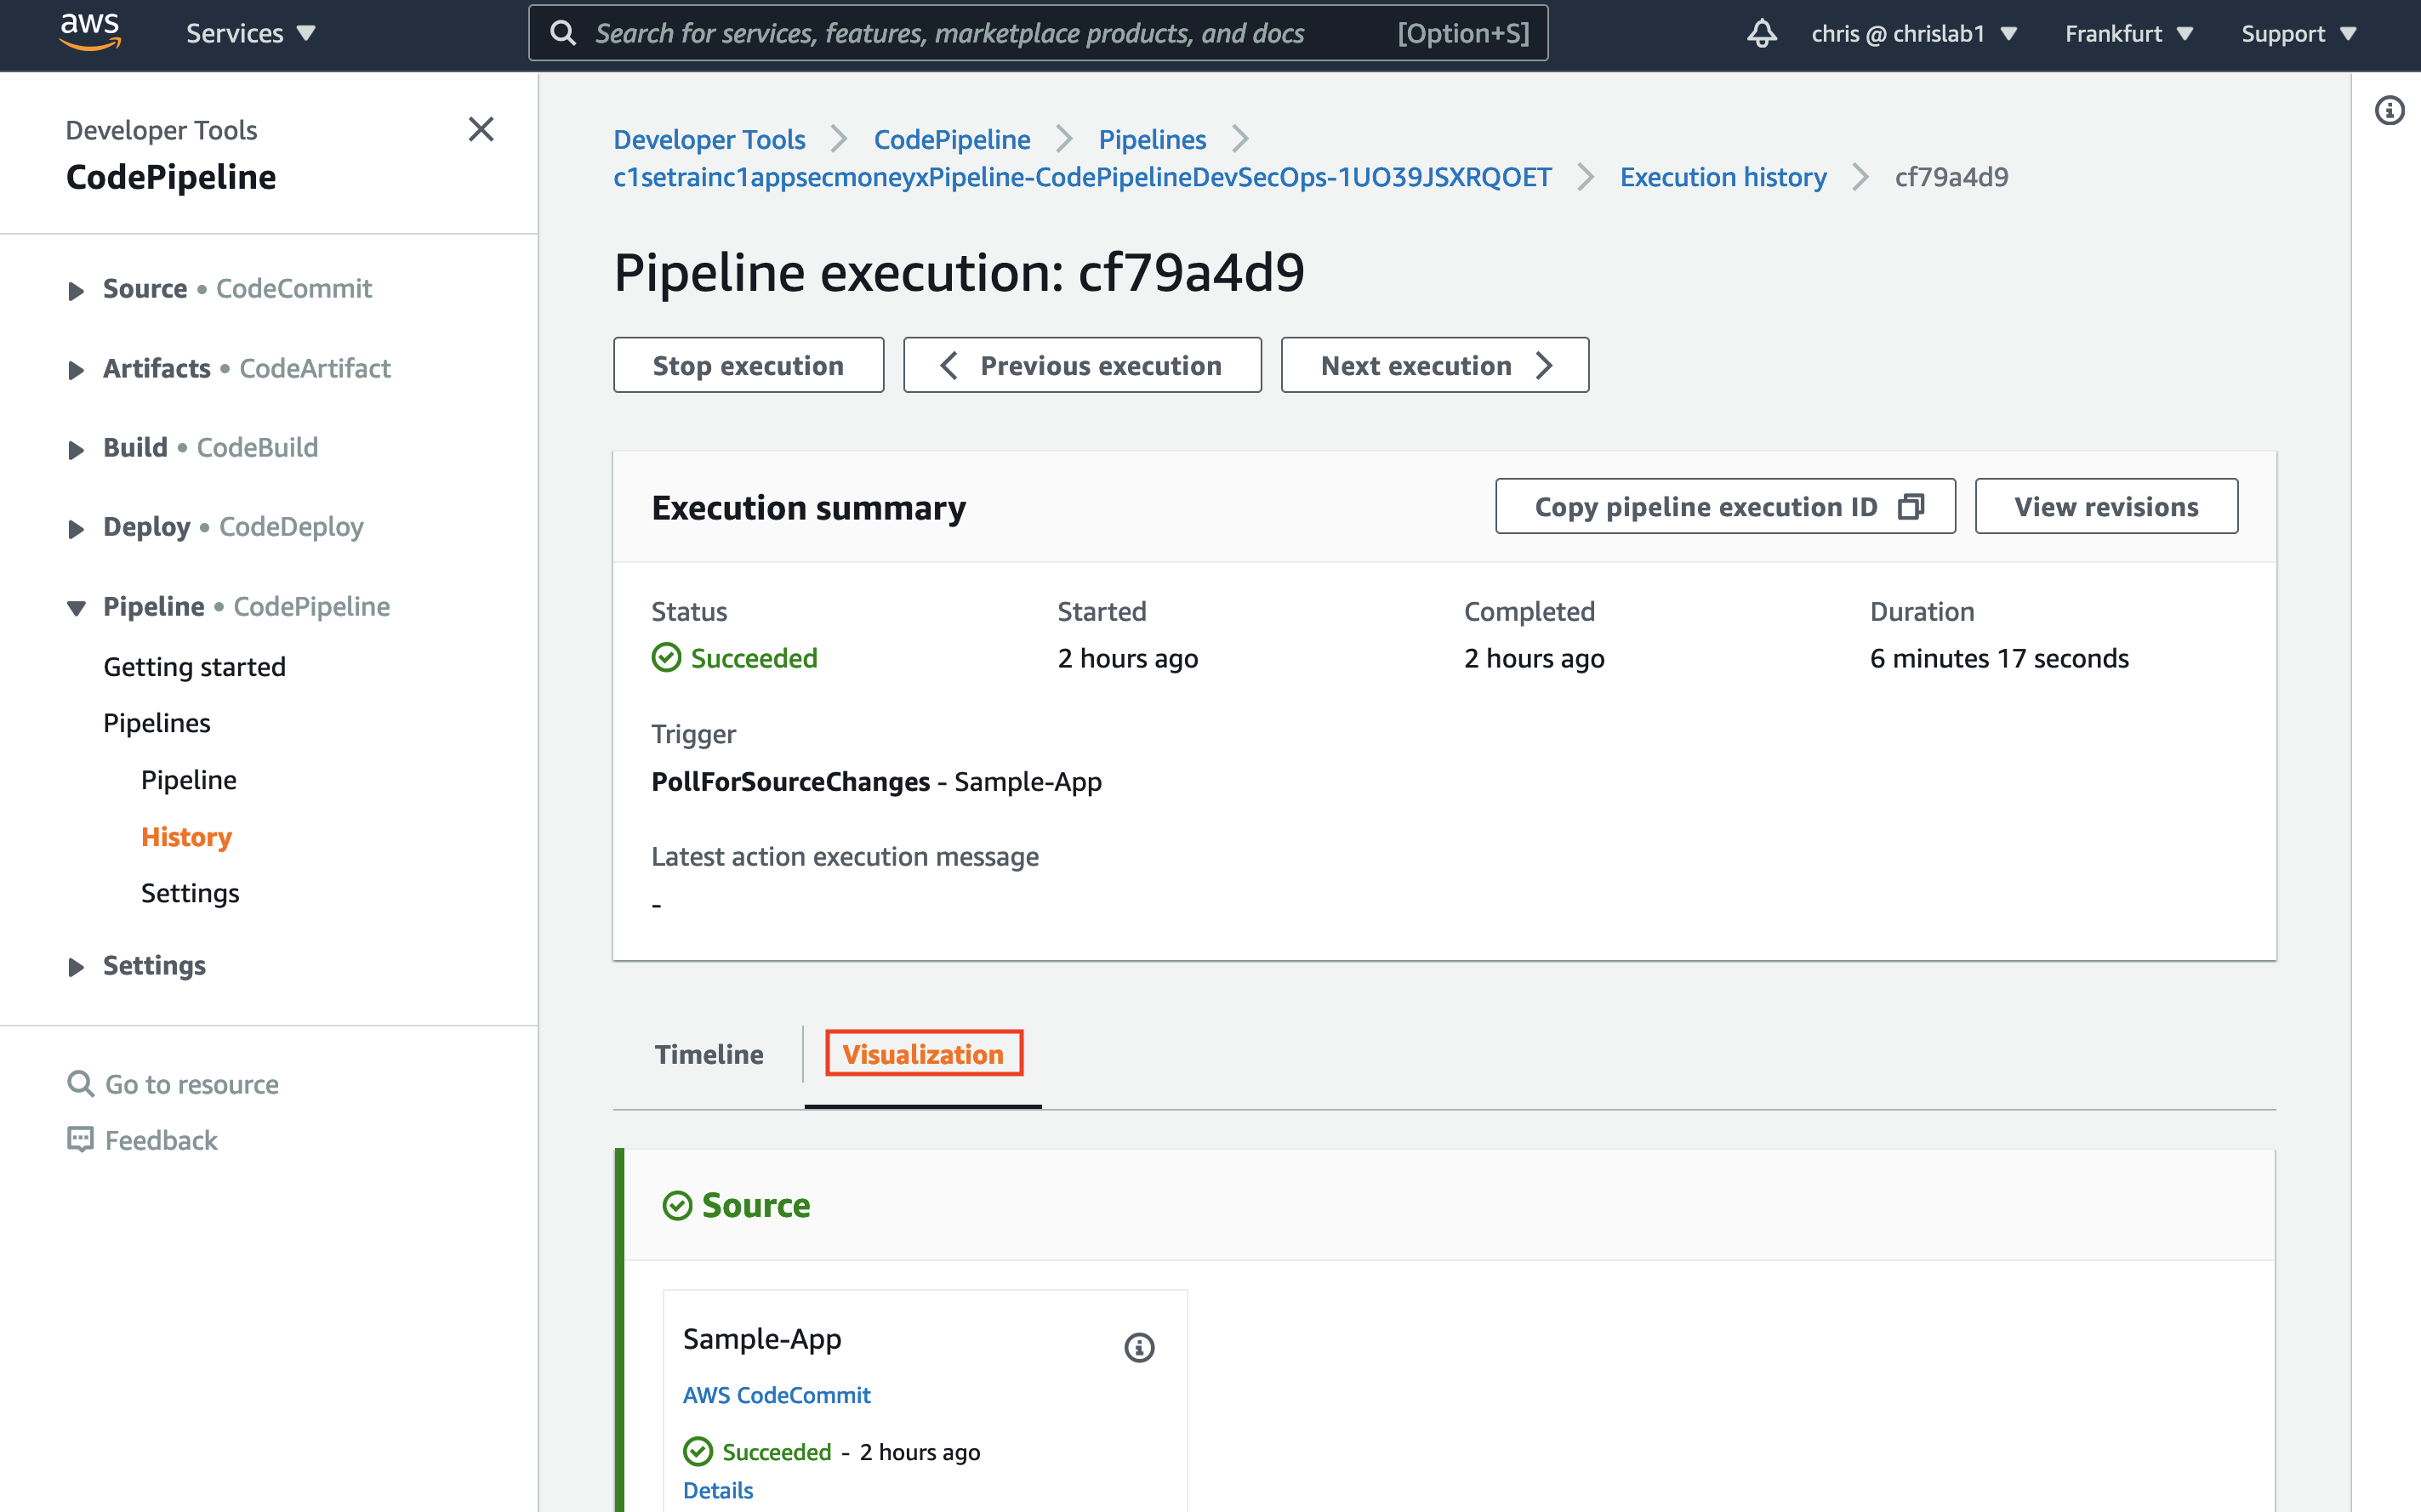 aws Services Search for services, features, marketplace products, and docs [Option+S] chris @ chrislab1 Frankfurt Support
Developer Tools
CodePipeline
Source • CodeCommit
Artifacts • CodeArtifact
Build • CodeBuild
Deploy • CodeDeploy
Pipeline • CodePipeline
Getting started
Pipelines
Pipeline
History
Settings
Settings
Go to resource
Feedback
Developer Tools CodePipeline Pipelines
c1setrainc1appsecmoneyxPipeline-CodePipelineDevSecOps-1UO39JSXRQOET Execution history cf79a4d9
Pipeline execution: cf79a4d9
Stop execution Previous execution Next execution
Execution summary Copy pipeline execution ID View revisions
Status Started Completed Duration
Succeeded 2 hours ago 2 hours ago 6 minutes 17 seconds
Trigger
PollForSourceChanges - Sample-App
Latest action execution message
-
Timeline Visualization
Source
Sample-App
AWS CodeCommit
Succeeded - 2 hours ago
Details